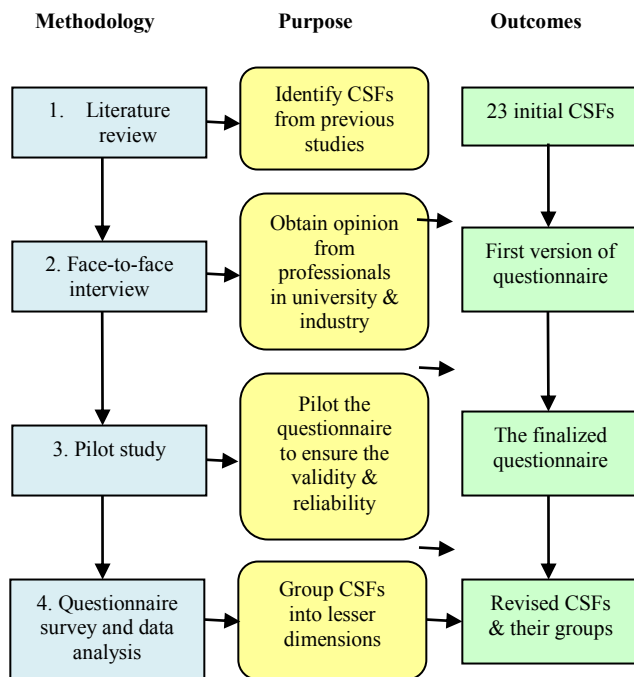 Methodology
Purpose
Outcomes
1. Literature
review
Identify CSFs
from previous
studies
23 initial CSFs
2. Face-to-face
interview
Obtain opinion
from
professionals
in university &
industry
First version of
questionnaire
3. Pilot study
Pilot the
questionnaire
to ensure the
validity &
reliability
The finalized
questionnaire
4. Questionnaire
survey and data
analysis
Group CSFs
into lesser
dimensions
Revised CSFs
& their groups